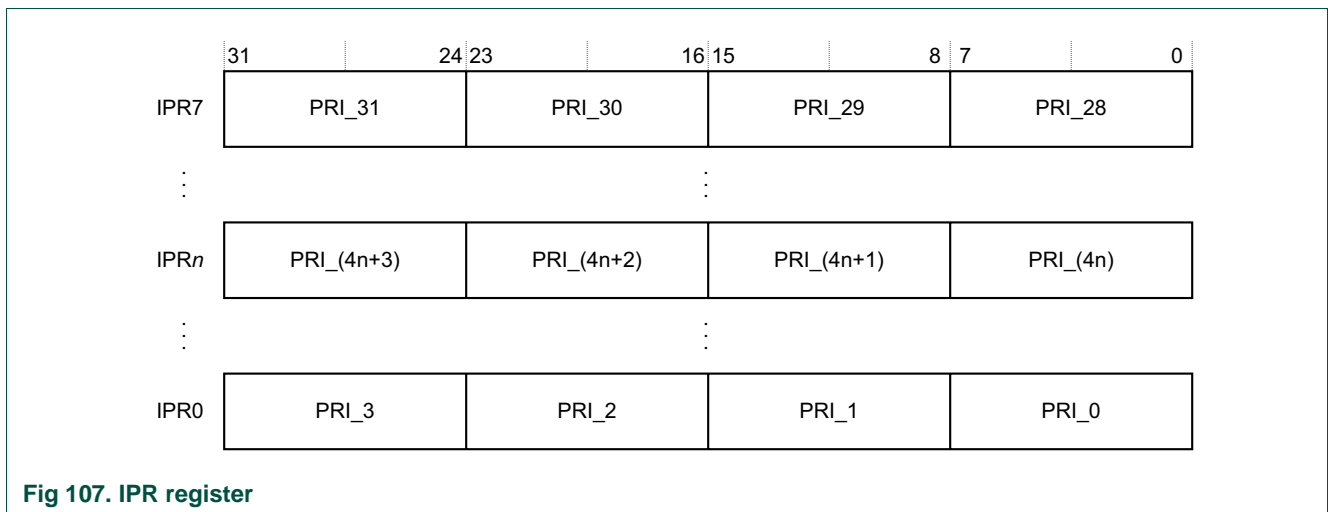 31 24 23 16 15 8 7 0
IPR7 PRI_31 PRI_30 PRI_29 PRI_28
IPRn PRI_(4n+3) PRI_(4n+2) PRI_(4n+1) PRI_(4n)
IPR0 PRI_3 PRI_2 PRI_1 PRI_0
Fig 107. IPR register